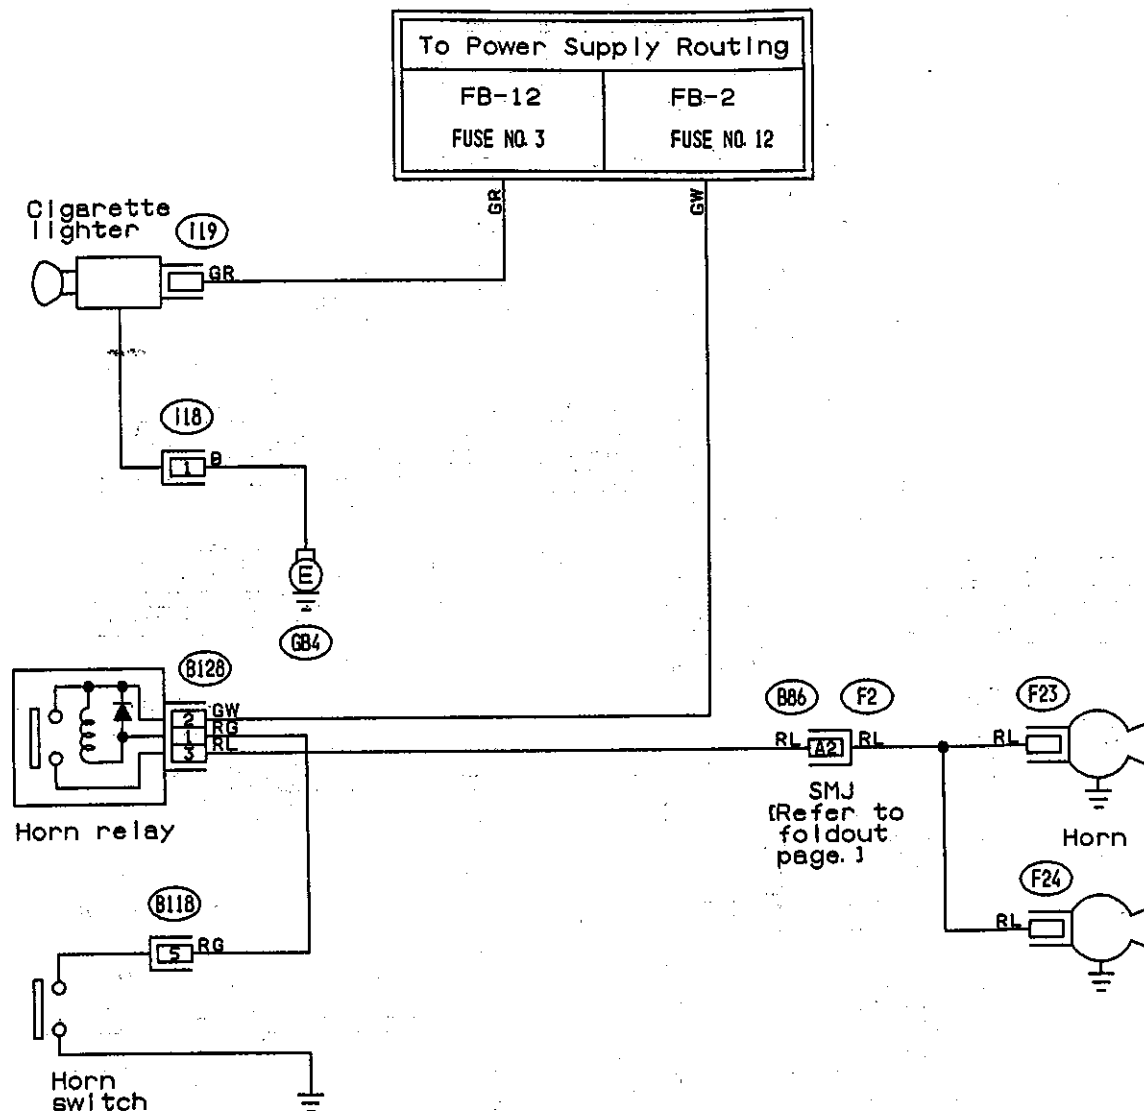 To Power Supply Routing
FB-12
FUSE NO. 3
FB-2
FUSE NO. 12
GR
GW
Cigarette
lighter
i19
GR
i18
1
B
E
GB4
B128
2
GW
1
RG
3
RL
Horn relay
B86
F2
RL
A2
RL
SMJ
[Refer to
foldout
page.]
F23
RL
Horn
F24
RL
B118
5
RG
Horn
switch